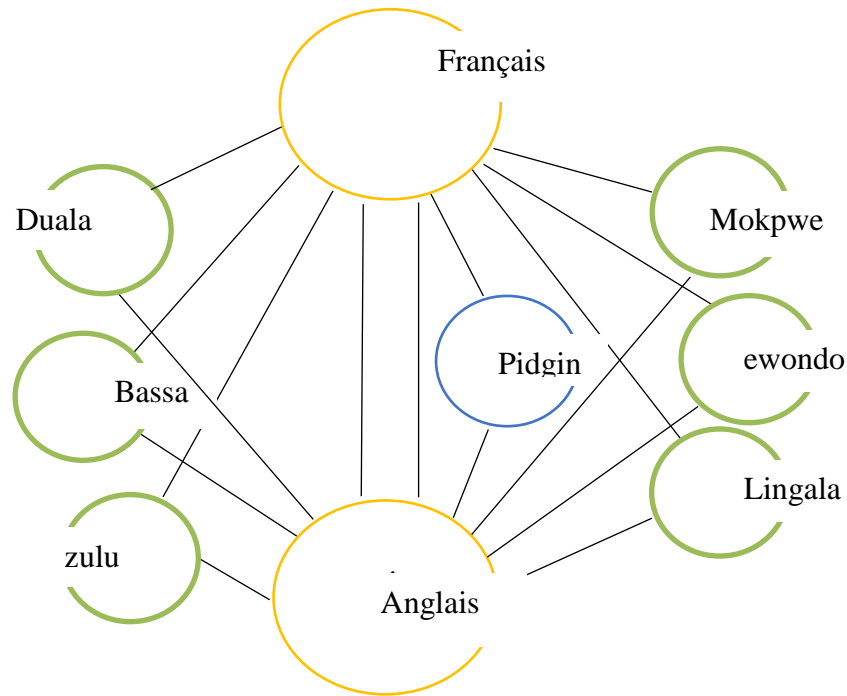 Français
Duala
Mokpwe
Pidgin
ewondo
Bassa
Lingala
zulu
Anglais